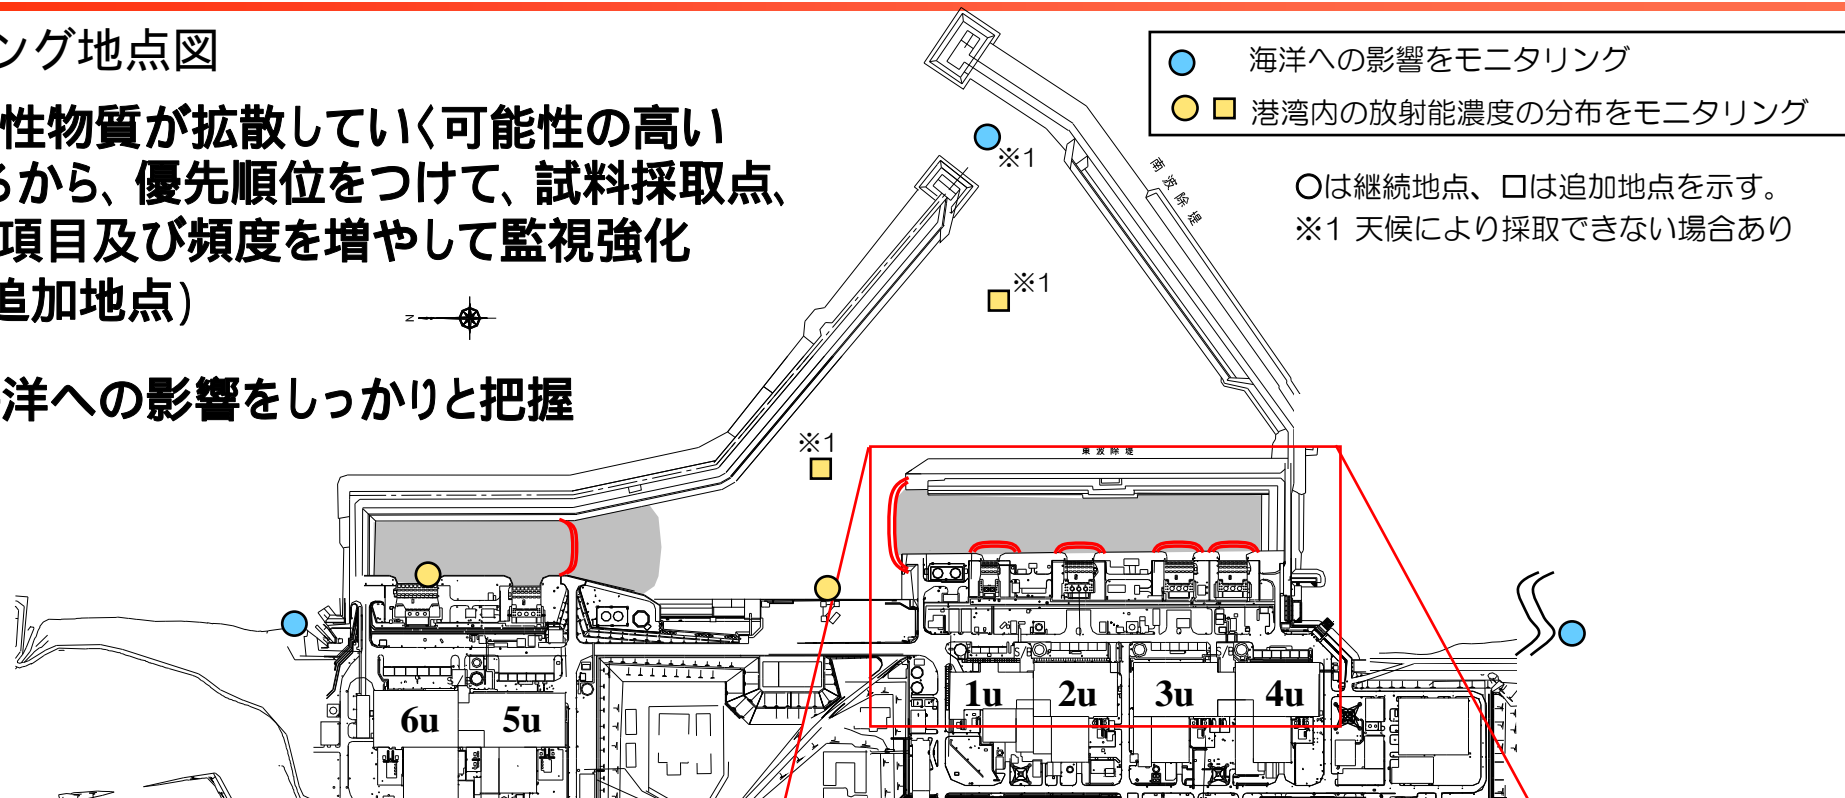 ング地点図
性物質が拡散していく可能性の高い
ろから、優先順位をつけて、試料採取点、
項目及び頻度を増やして監視強化
追加地点)
洋への影響をしっかりと把握
海洋への影響をモニタリング
港湾内の放射能濃度の分布をモニタリング
○は継続地点、□は追加地点を示す。
※1 天候により採取できない場合あり
※1
南波除堤
※1
N
※1
東波除堤
1u
2u
3u
4u
6u
5u